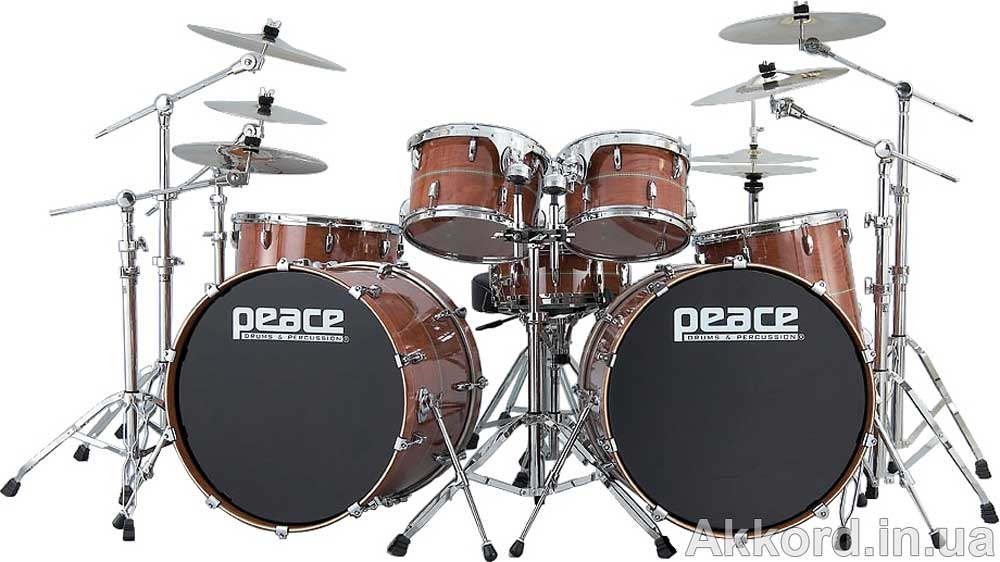 peace
DRUMS & PERCUSSION®
peace
DRUMS & PERCUSSION®
Akkord.in.ua